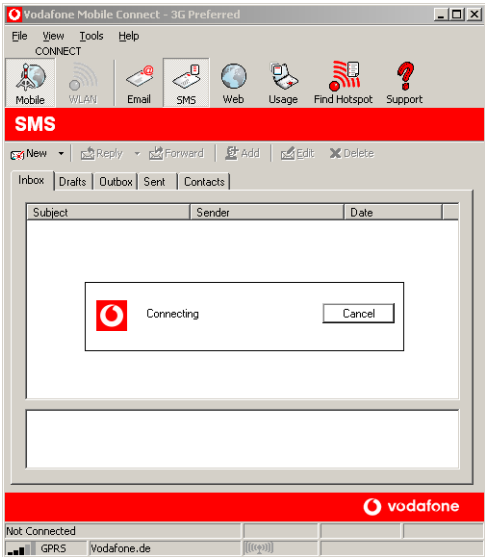 Vodafone Mobile Connect - 3G Preferred
File View Tools Help
CONNECT
Mobile WLAN Email SMS Web Usage Find Hotspot Support
SMS
New Reply Forward Add Edit Delete
Inbox Drafts Outbox Sent Contacts
Subject Sender Date
Connecting Cancel
vodafone
Not Connected
GPRS Vodafone.de